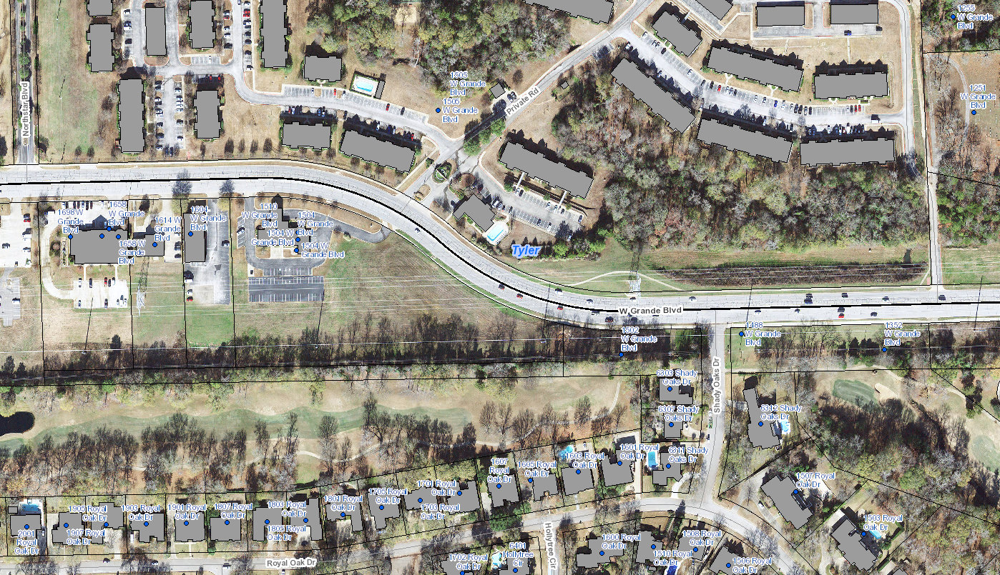 1255
W Grande
Blvd
1505
W Grande
Blvd
1506
W Grande
Blvd
1251
W Grande
Blvd
Private Rd
Northstar Blvd
1698 W
Grande
Blvd
1658
W Grande
Blvd
1658 W
Grande
Blvd
1614 W
Grande
Blvd
1604
W Grande
Blvd
1510
W Grande
Blvd
1504
W Grande
Blvd
1504 W
Grande Blvd
1504 W
Grande Blvd
Tyler
W Grande Blvd
1502
W Grande
Blvd
1488
W Grande
Blvd
1352
W Grande
Blvd
Shady Oaks Dr
6303 Shady
Oaks Dr
6307 Shady
Oaks Dr
6312 Shady
Oaks Dr
6311 Shady
Oaks Dr
1601 Royal
Oak Dr
1603 Royal
Oak Dr
1605 Royal
Oak Dr
1607
Royal
Oak Dr
1701 Royal
Oak Dr
1703 Royal
Oak Dr
1705 Royal
Oak Dr
1801 Royal
Oak Dr
1803 Royal
Oak Dr
1805 Royal
Oak Dr
1807 Royal
Oak Dr
1901 Royal
Oak Dr
1903 Royal
Oak Dr
1905 Royal
Oak Dr
1907 Royal
Oak Dr
2001
Royal
Oak Dr
1507 Royal
Oak Dr
1503 Royal
Oak Dr
Royal Oak Dr
Hollytree Cir
1702 Royal
Oak Dr
6401
Hollytree
Cir
1600 Royal
Oak Dr
1510 Royal
Oak Dr
1508 Royal
Oak Dr
1506 Royal
Oak Dr